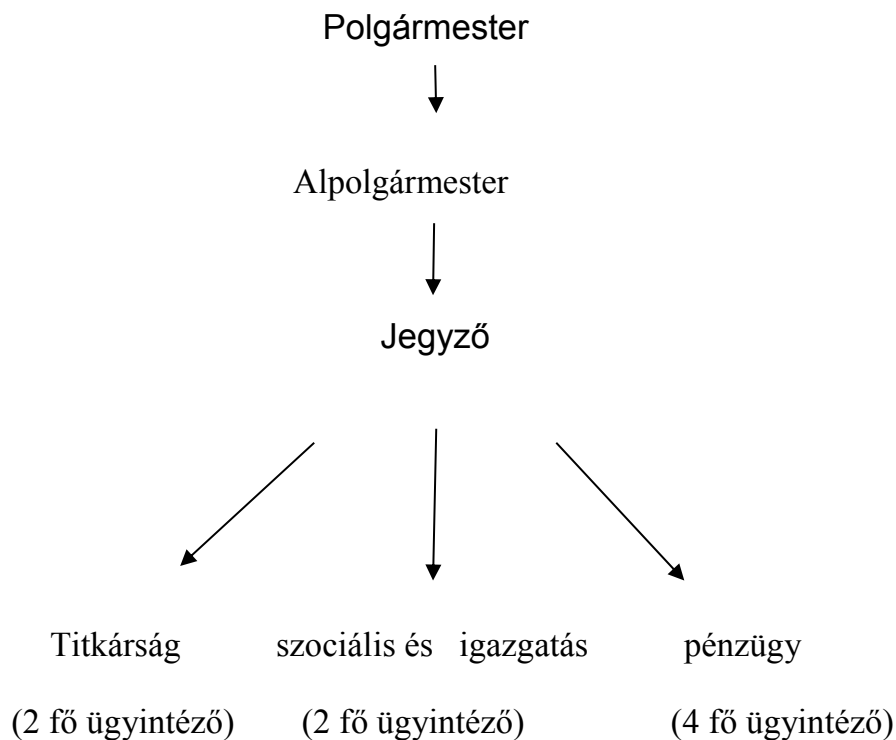 Polgármester
Alpolgármester
Jegyző
Titkárság szociális és igazgatás pénzügy
(2 fő ügyintéző) (2 fő ügyintéző) (4 fő ügyintéző)